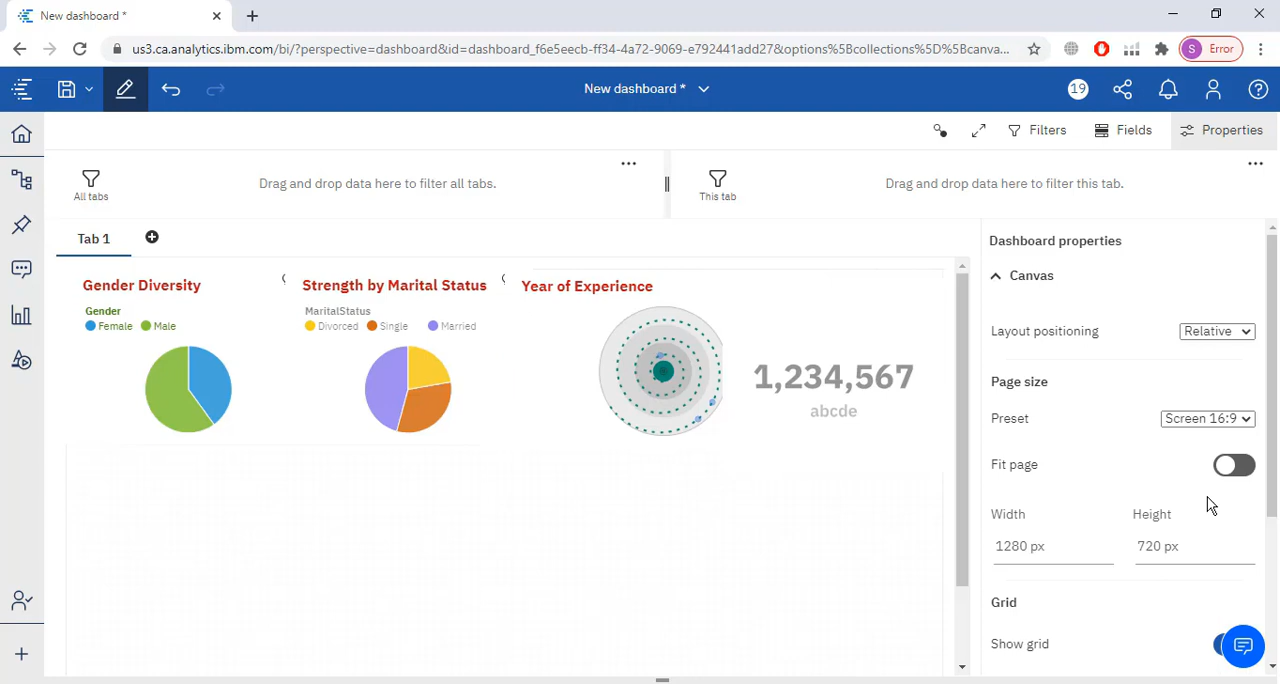 New dashboard *
us3.ca.analytics.ibm.com/bi/?perspective=dashboard&id=dashboard_f6e5eecb-ff34-4a72-9069-e792441add27&options%5Bcollections%5D%5Bcanva...
S Error
New dashboard *
19
Filters
Fields
Properties
All tabs
Drag and drop data here to filter all tabs.
This tab
Drag and drop data here to filter this tab.
Tab 1
Gender Diversity
Gender
Female Male
Strength by Marital Status
MaritalStatus
Divorced Single Married
Year of Experience
1,234,567
abcde
Dashboard properties
Canvas
Layout positioning Relative
Page size
Preset Screen 16:9
Fit page
Width Height
1280 px 720 px
Grid
Show grid